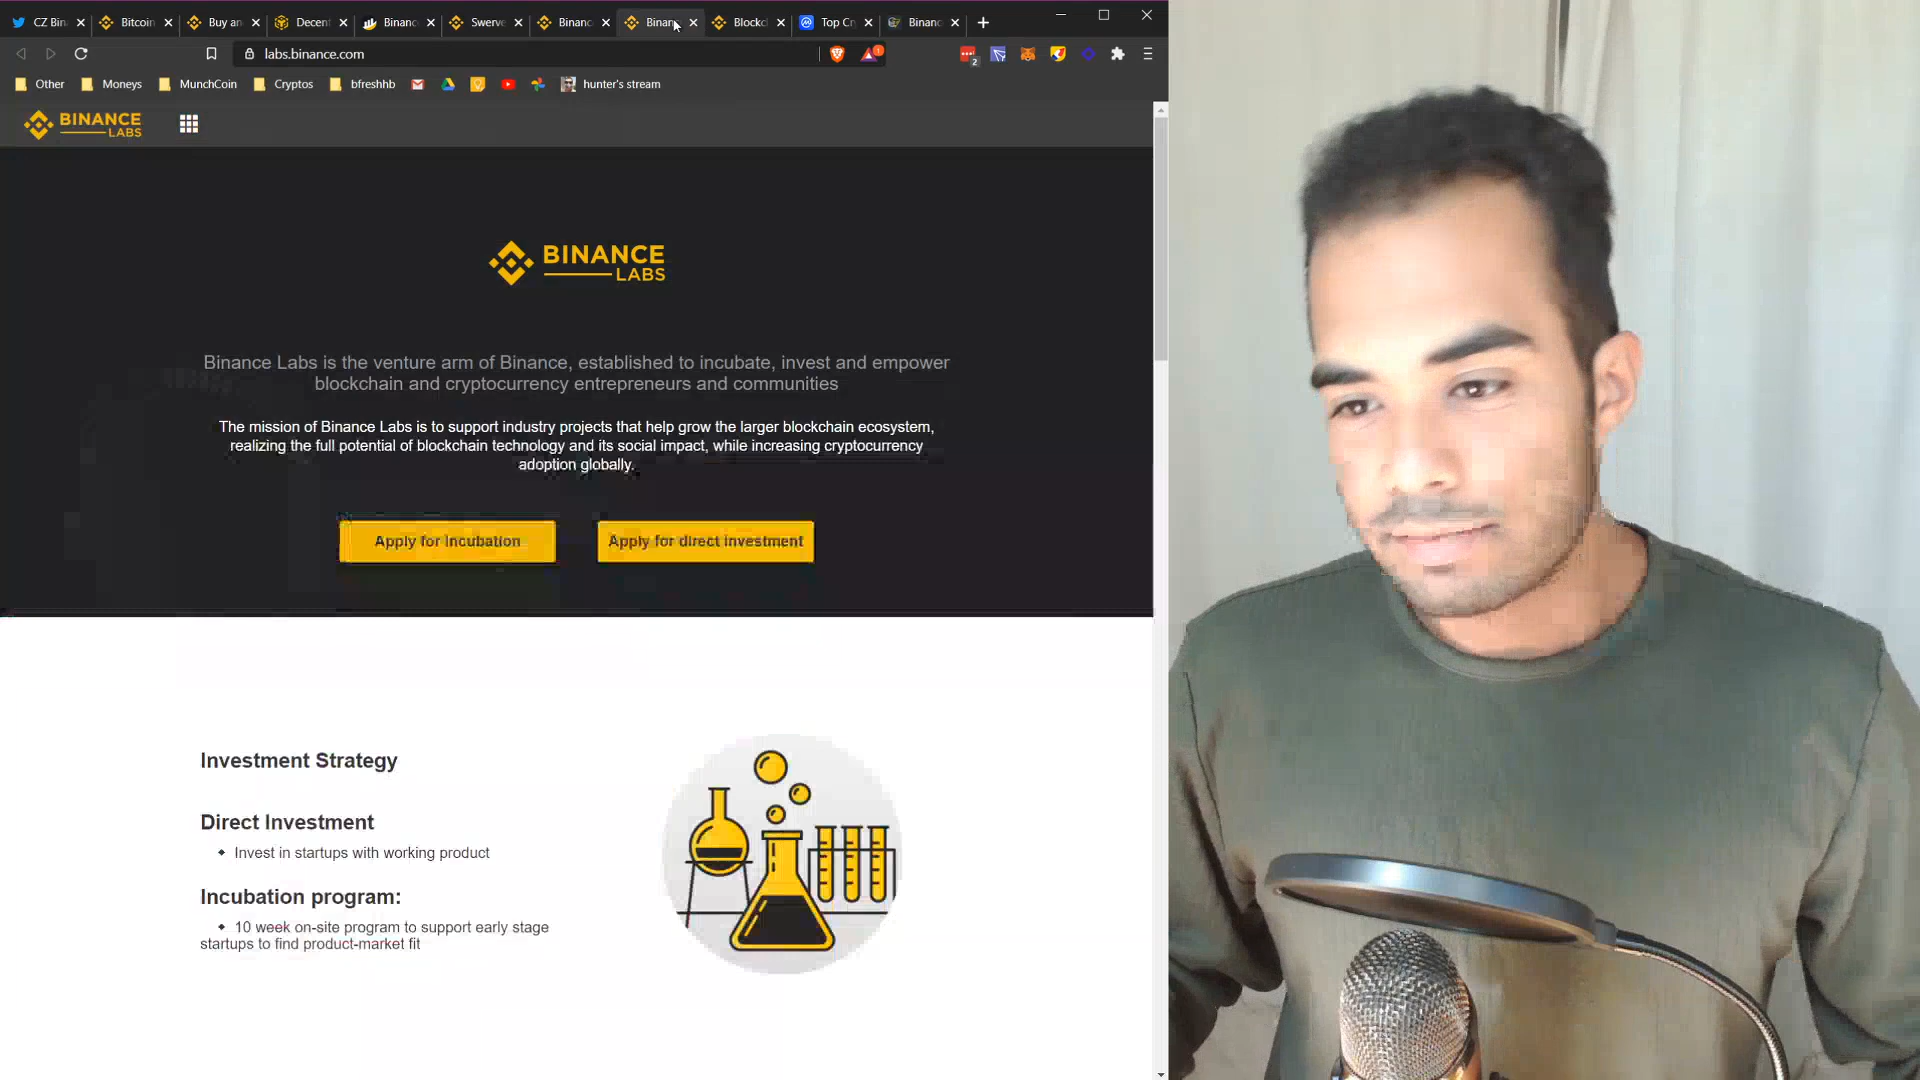 CZ Bin
Bitcoin
Buy an
Decent
Binanc
Swerve
Binanc
Binanc
Blockc
Top Cr
Binanc
labs.binance.com
1
2
Other
Moneys
MunchCoin
Cryptos
bfreshhb
hunter's stream
BINANCE
LABS
BINANCE
LABS
Binance Labs is the venture arm of Binance, established to incubate, invest and empower
blockchain and cryptocurrency entrepreneurs and communities
The mission of Binance Labs is to support industry projects that help grow the larger blockchain ecosystem,
realizing the full potential of blockchain technology and its social impact, while increasing cryptocurrency
adoption globally.
Apply for Incubation
Apply for direct investment
Investment Strategy
Direct Investment
Invest in startups with working product
Incubation program:
10 week on-site program to support early stage
startups to find product-market fit